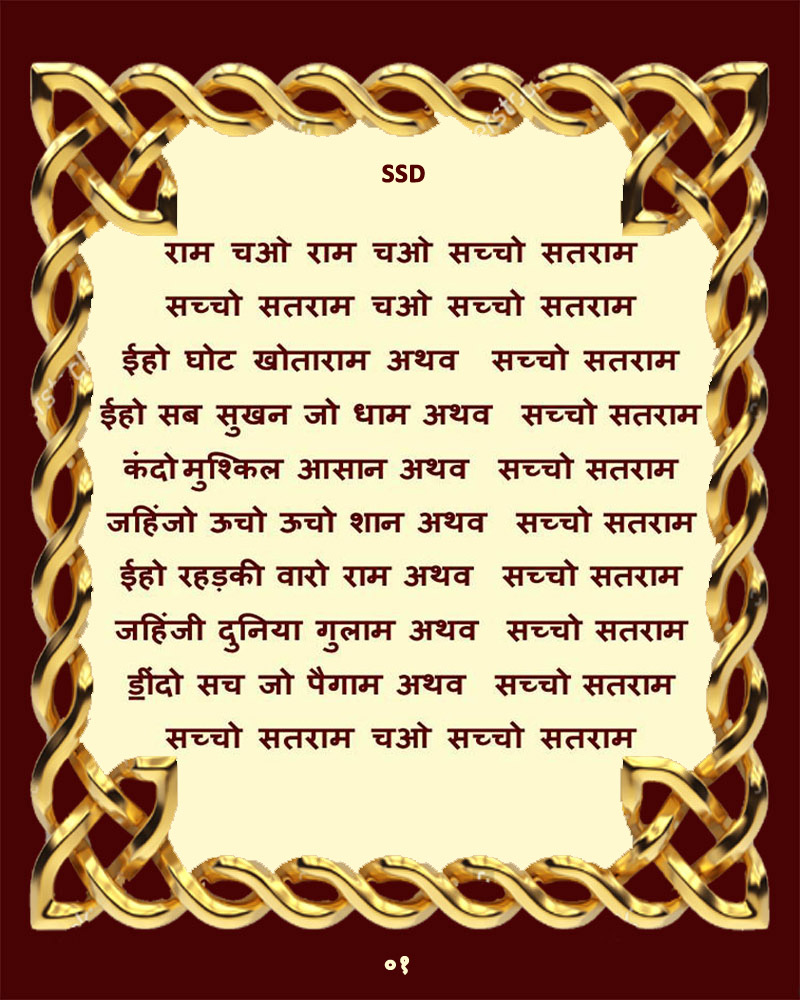 SSD
राम चओ राम चओ सच्चो सतराम
सच्चो सतराम चओ सच्चो सतराम
ईहो घोट खोताराम अथव सच्चो सतराम
ईहो सब सुखन जो धाम अथव सच्चो सतराम
कंदो मुश्किल आसान अथव सच्चो सतराम
जहिंजो ऊचो ऊचो शान अथव सच्चो सतराम
ईहो रहड़की वारो राम अथव सच्चो सतराम
जहिंजी दुनिया गुलाम अथव सच्चो सतराम
ॾींदो सच जो पैगाम अथव सच्चो सतराम
सच्चो सतराम चओ सच्चो सतराम
०१